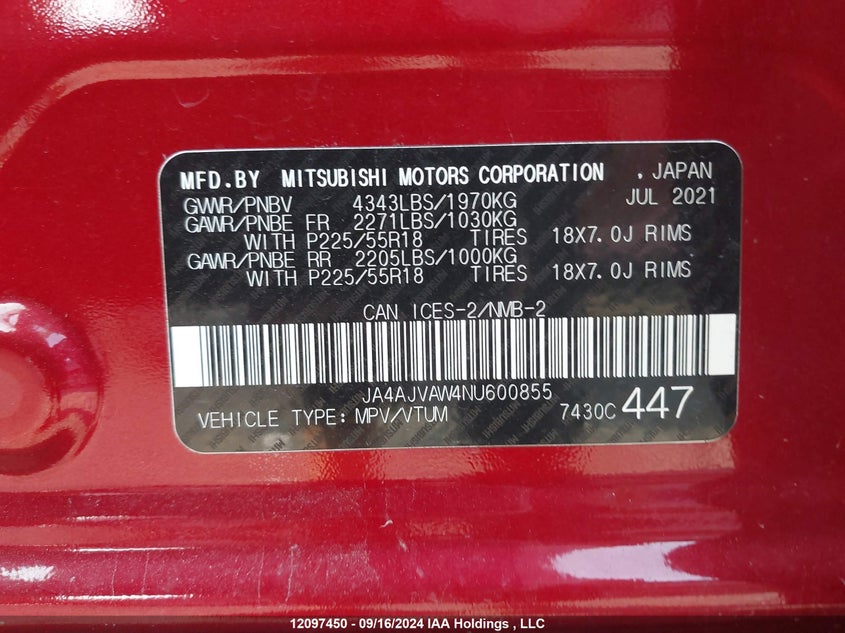 MFD.BY MITSUBISHI MOTORS CORPORATION , JAPAN
GVWR/PNBV 4343LBS/1970KG JUL 2021
GAWR/PNBE FR 2271LBS/1030KG
WITH P225/55R18 TIRES 18X7.0J RIMS
GAWR/PNBE RR 2205LBS/1000KG
WITH P225/55R18 TIRES 18X7.0J RIMS
CAN ICES-2/NMB-2
JA4AJVAW4NU600855
VEHICLE TYPE: MPV/VTUM 7430C 447
12097450 - 09/16/2024 IAA Holdings , LLC